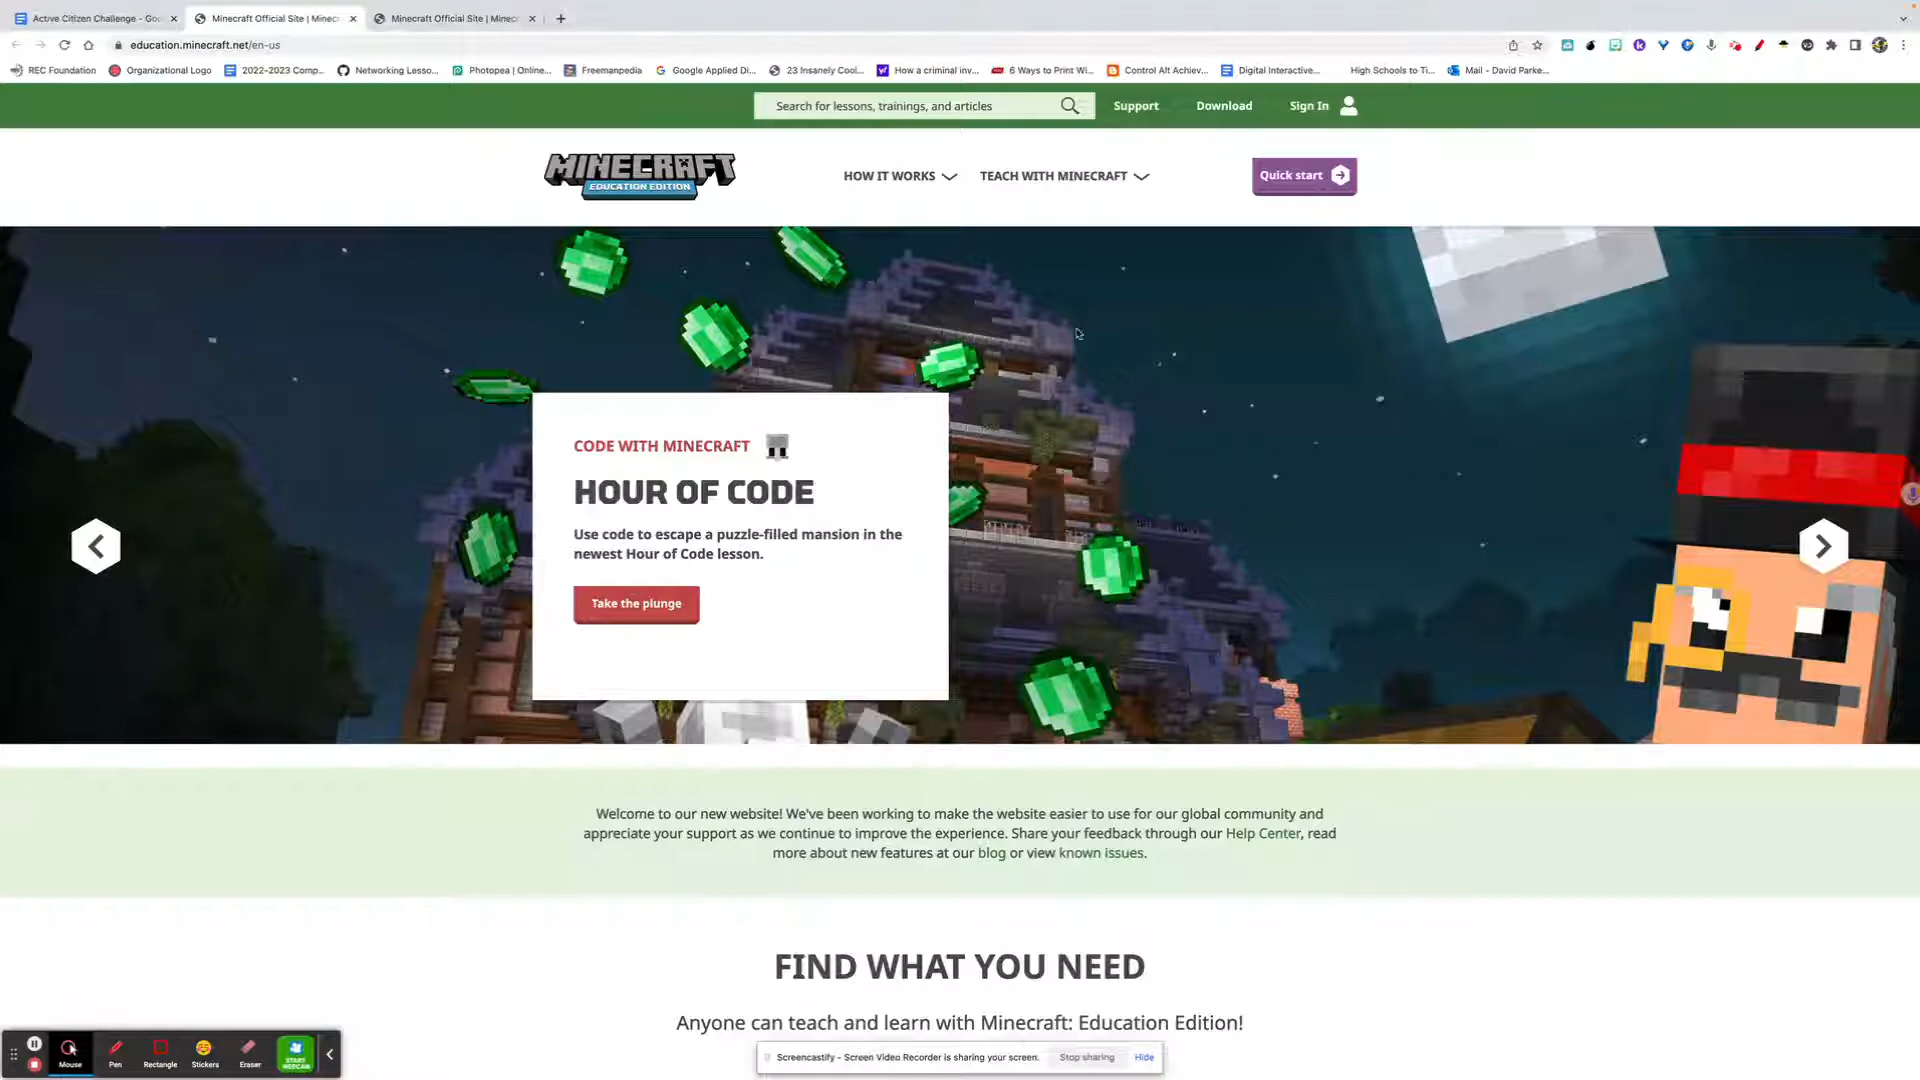 Active Citizen Challenge - Goo
Minecraft Official Site | Minecr
Minecraft Official Site | Minecr
education.minecraft.net/en-us
REC Foundation
Organizational Logo
2022-2023 Comp...
Networking Lesso...
Photopea | Online...
Freemanpedia
Google Applied Di...
23 Insanely Cool...
How a criminal inv...
6 Ways to Print Wi...
Control Alt Achiev...
Digital Interactive...
High Schools to Ti...
Mail - David Parke...
Search for lessons, trainings, and articles
Support
Download
Sign In
MINECRAFT
EDUCATION EDITION
HOW IT WORKS
TEACH WITH MINECRAFT
Quick start
CODE WITH MINECRAFT
HOUR OF CODE
Use code to escape a puzzle-filled mansion in the
newest Hour of Code lesson.
Take the plunge
Welcome to our new website! We've been working to make the website easier to use for our global community and
appreciate your support as we continue to improve the experience. Share your feedback through our Help Center, read
more about new features at our blog or view known issues.
FIND WHAT YOU NEED
Anyone can teach and learn with Minecraft: Education Edition!
Mouse
Pen
Rectangle
Stickers
Eraser
START
WEBCAM
Screencastify - Screen Video Recorder is sharing your screen.
Stop sharing
Hide